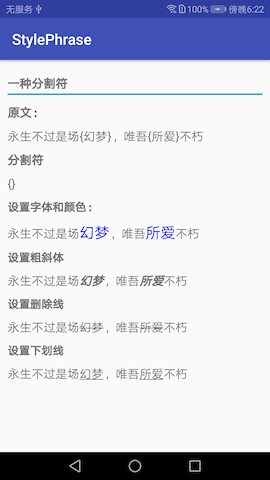 无服务 100% 傍晚6:22
StylePhrase
一种分割符
原文：
永生不过是场{幻梦}，唯吾{所爱}不朽
分割符
{}
设置字体和颜色：
永生不过是场幻梦，唯吾所爱不朽
设置粗斜体
永生不过是场幻梦，唯吾所爱不朽
设置删除线
永生不过是场幻梦，唯吾所爱不朽
设置下划线
永生不过是场幻梦，唯吾所爱不朽